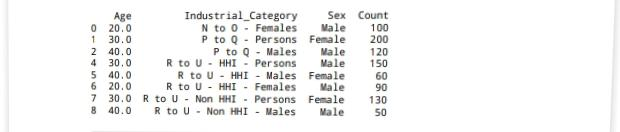 Age Industrial_Category Sex Count
0 20.0 N to O - Females Male 100
1 30.0 P to Q - Persons Female 200
2 40.0 P to Q - Males Male 120
4 30.0 R to U - HHI - Persons Male 150
5 40.0 R to U - HHI - Males Female 60
6 20.0 R to U - HHI - Females Male 90
7 30.0 R to U - Non HHI - Persons Female 130
8 40.0 R to U - Non HHI - Males Male 50